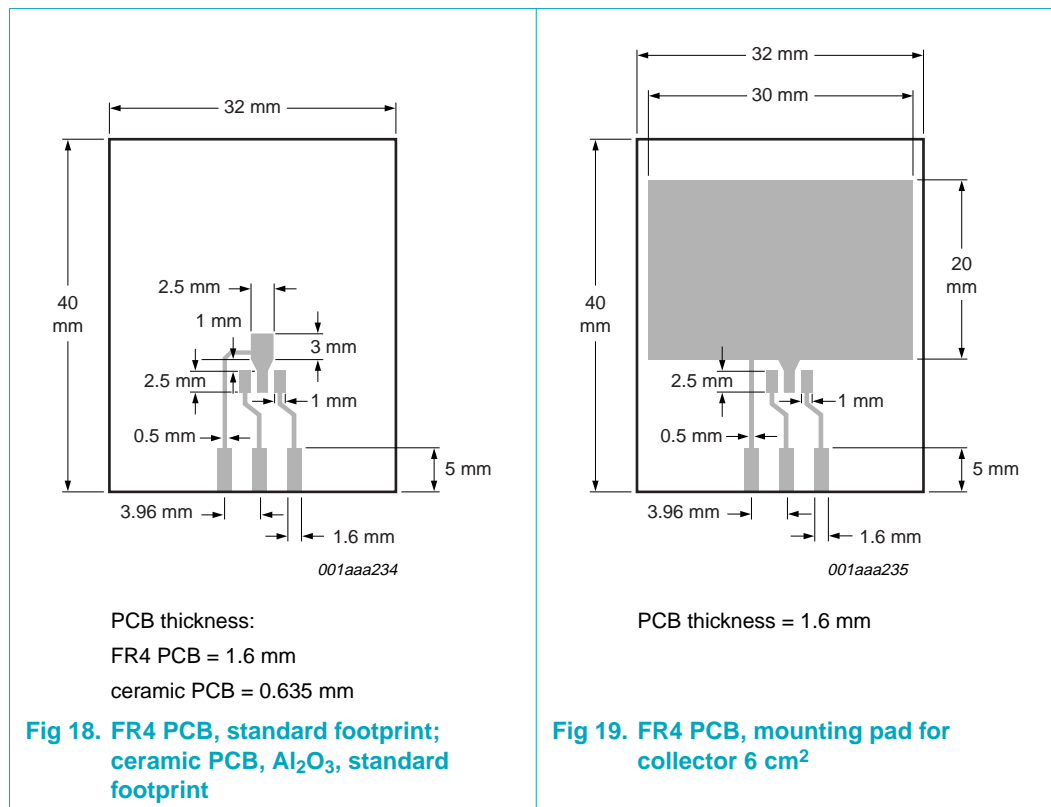 32 mm
40
mm
2.5 mm
1 mm
3 mm
2.5 mm
1 mm
0.5 mm
5 mm
3.96 mm
1.6 mm
001aaa234
PCB thickness:
FR4 PCB = 1.6 mm
ceramic PCB = 0.635 mm
Fig 18. FR4 PCB, standard footprint;
ceramic PCB, Al₂O₃, standard
footprint
32 mm
30 mm
40
mm
20
mm
2.5 mm
1 mm
0.5 mm
5 mm
3.96 mm
1.6 mm
001aaa235
PCB thickness = 1.6 mm
Fig 19. FR4 PCB, mounting pad for
collector 6 cm²